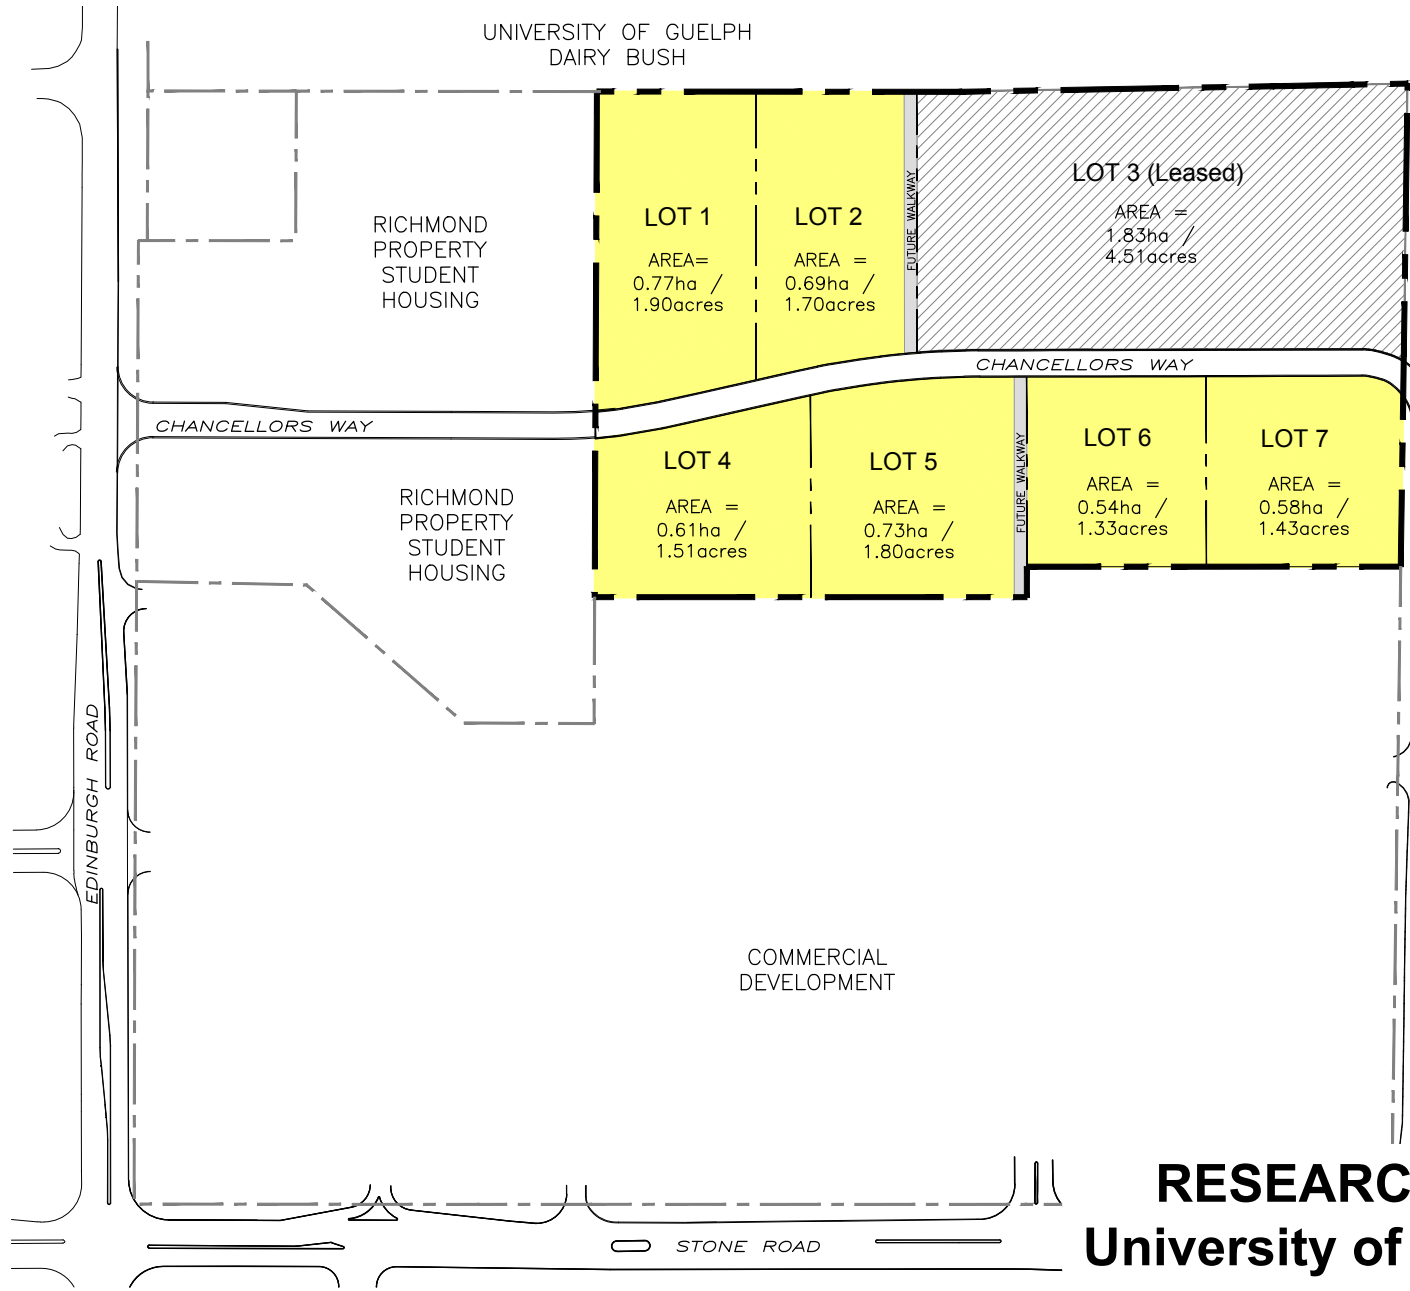 UNIVERSITY OF GUELPH
DAIRY BUSH
RICHMOND
PROPERTY
STUDENT
HOUSING
LOT 1
AREA=
0.77ha /
1.90acres
LOT 2
AREA =
0.69ha /
1.70acres
FUTURE WALKWAY
LOT 3 (Leased)
AREA =
1.83ha /
4.51acres
CHANCELLORS WAY
CHANCELLORS WAY
RICHMOND
PROPERTY
STUDENT
HOUSING
LOT 4
AREA =
0.61ha /
1.51acres
LOT 5
AREA =
0.73ha /
1.80acres
FUTURE WALKWAY
LOT 6
AREA =
0.54ha /
1.33acres
LOT 7
AREA =
0.58ha /
1.43acres
EDINBURGH ROAD
COMMERCIAL
DEVELOPMENT
STONE ROAD
RESEARC
University of